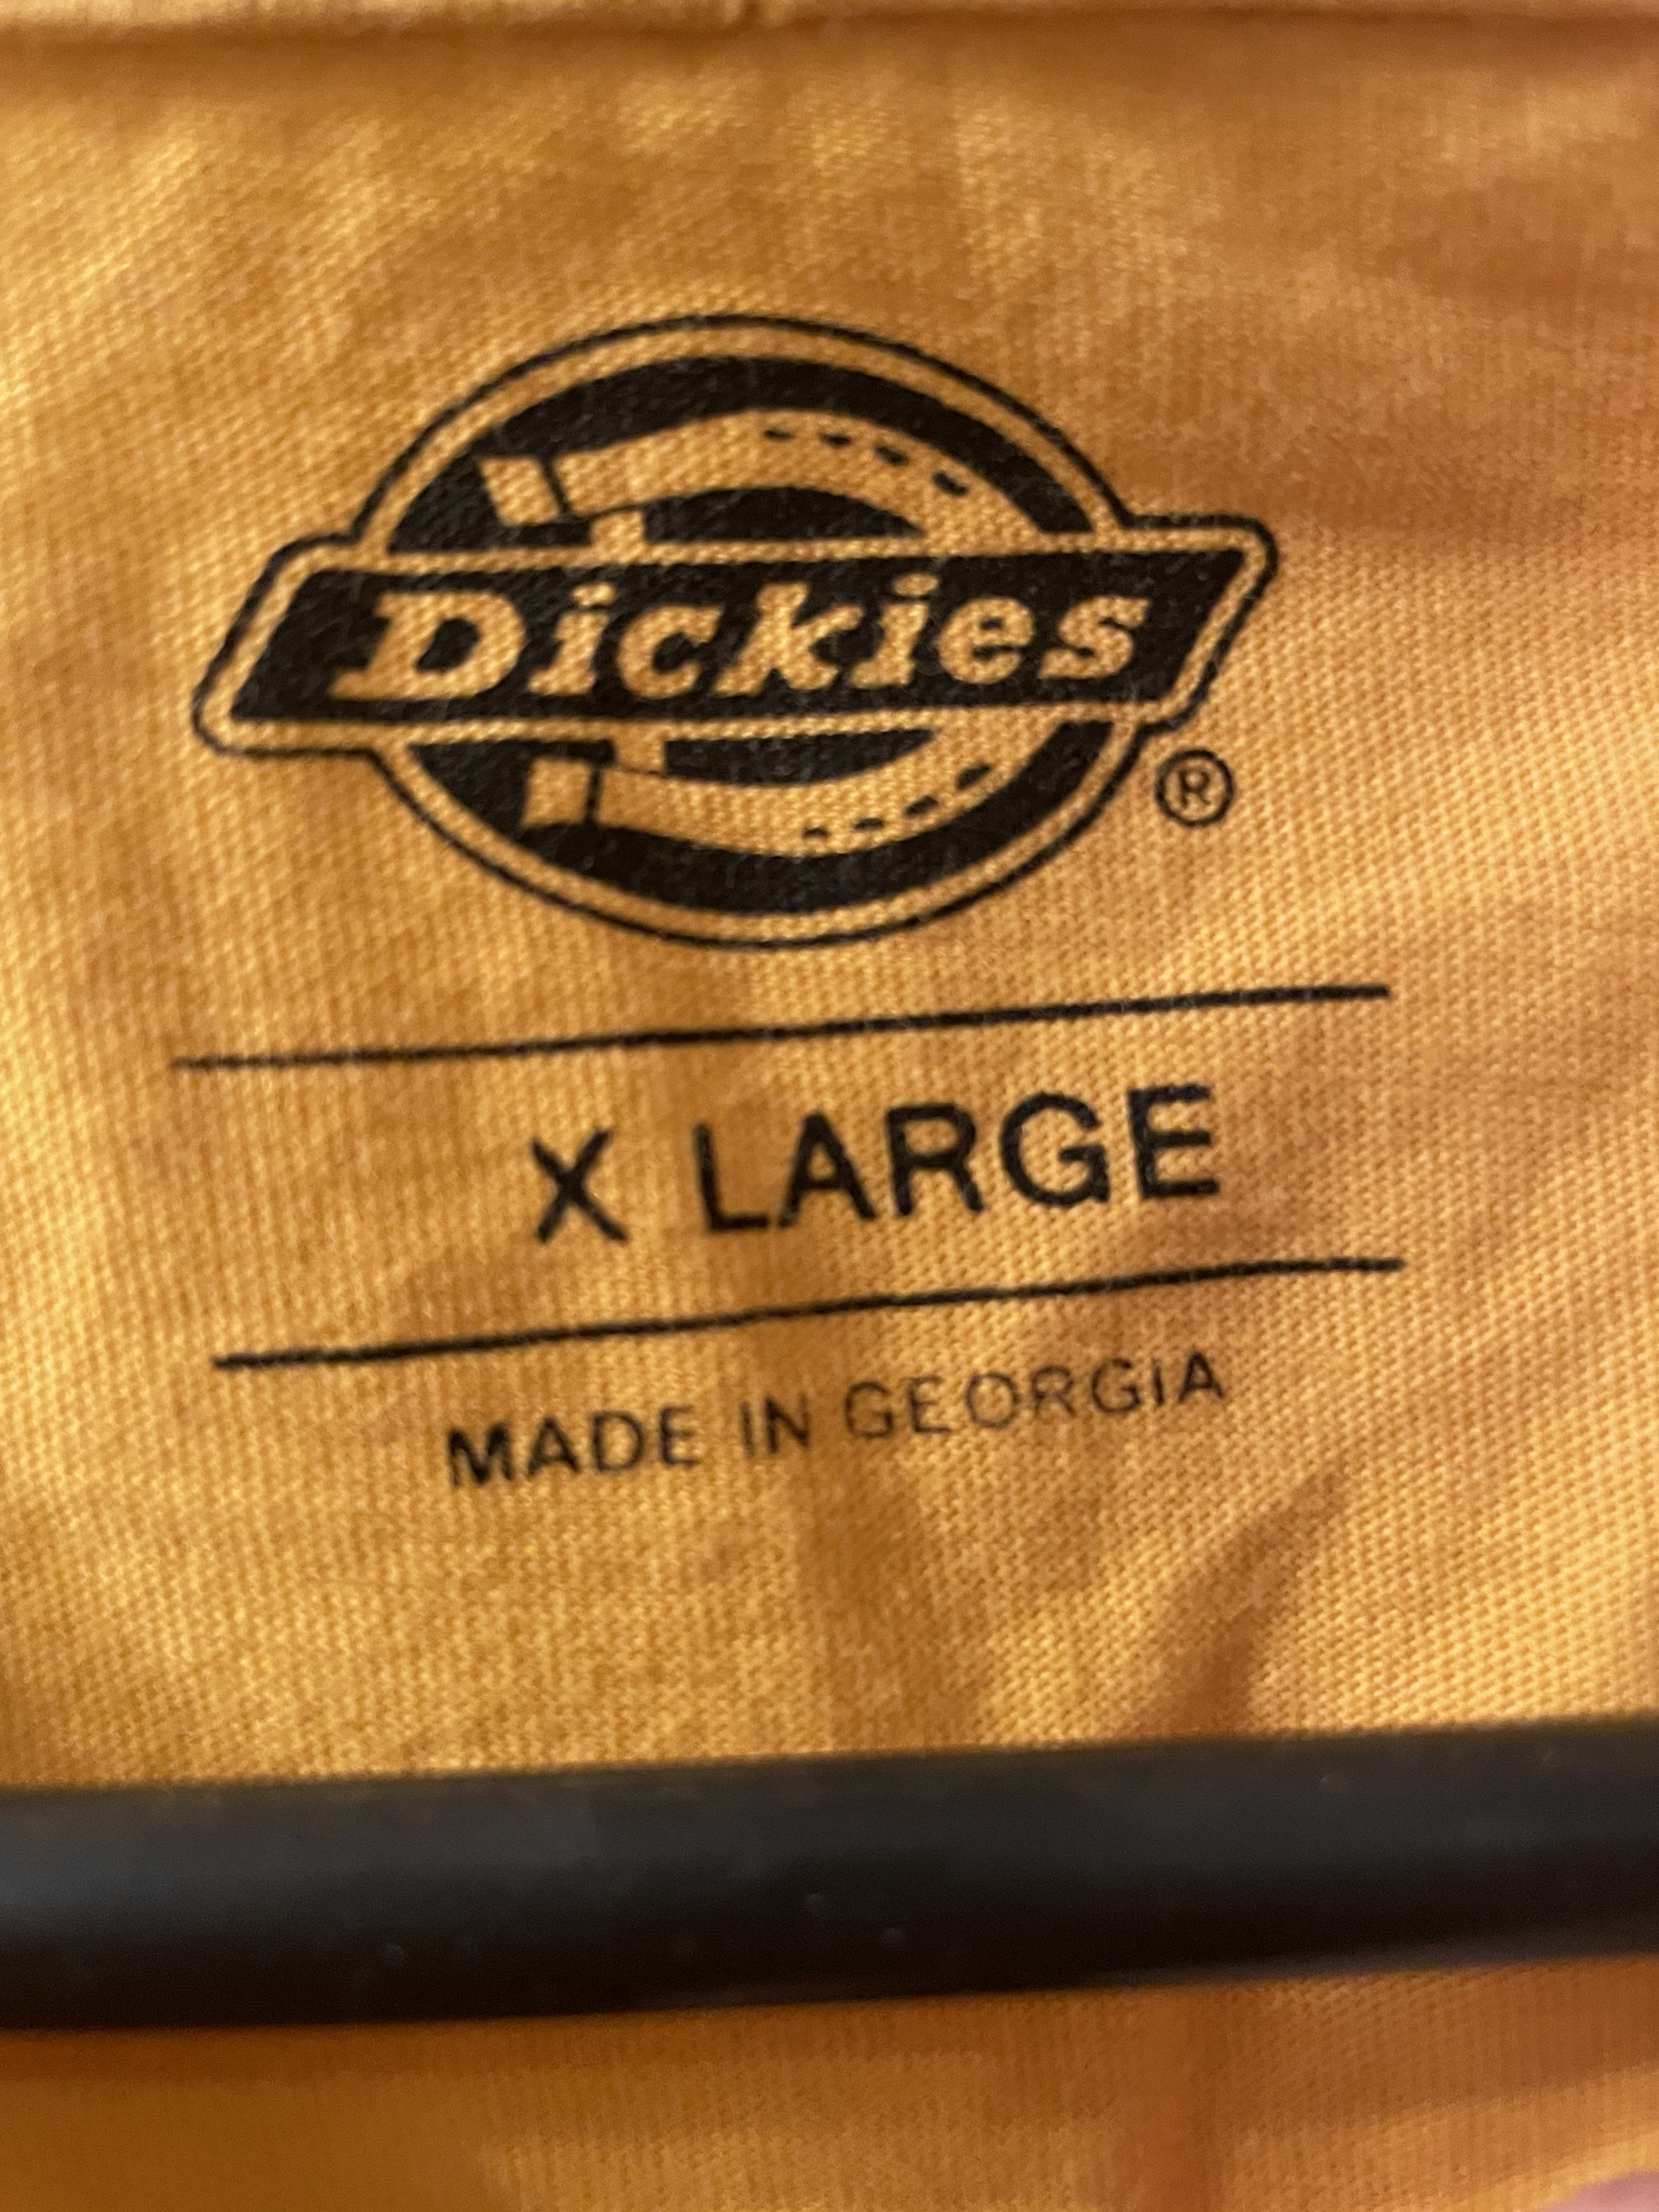 Dickies
®
X LARGE
MADE IN GEORGIA